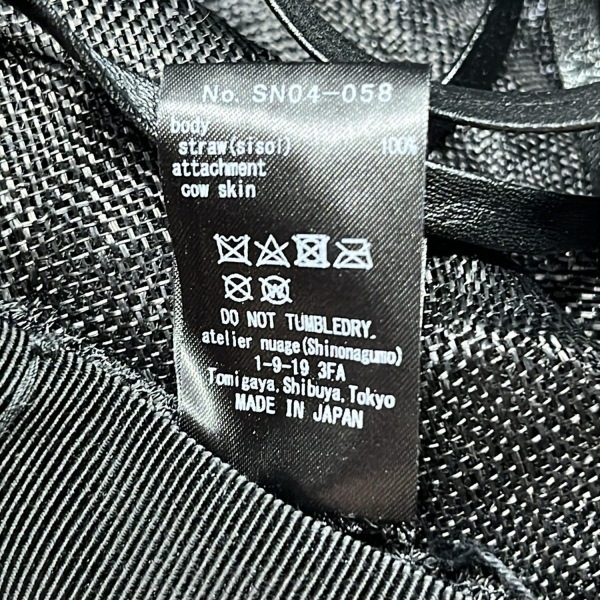 No. SN04-058
body
straw(sisol) 100%
attachment
cow skin
DO NOT TUMBLEDRY.
atelier nuage(Shinonagumo)
1-9-19 3FA
Tomigaya, Shibuya, Tokyo
MADE IN JAPAN